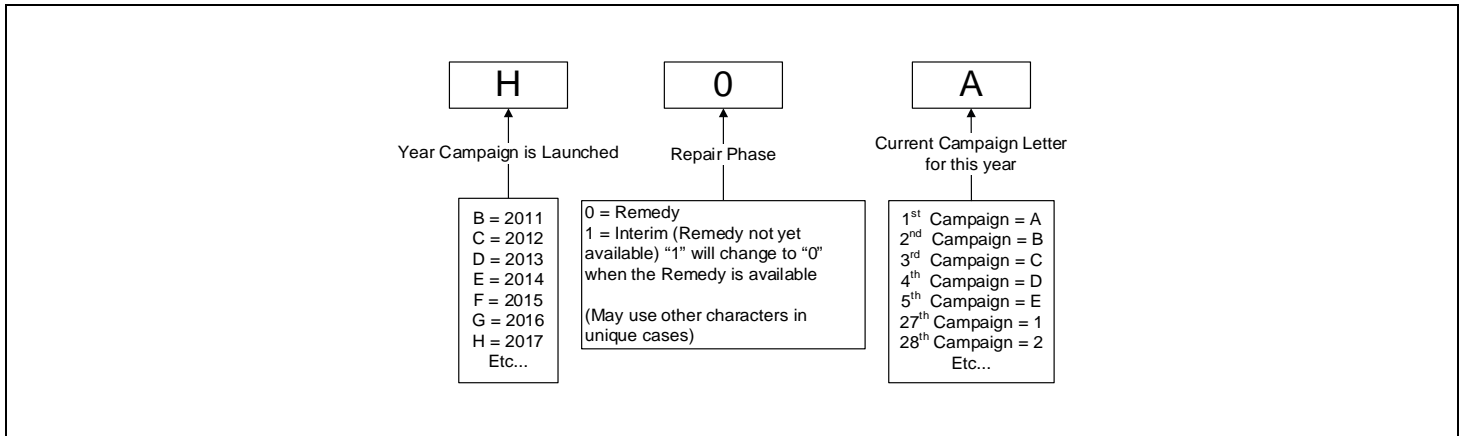 H
0
A
Year Campaign is Launched
Repair Phase
Current Campaign Letter
for this year
B = 2011
C = 2012
D = 2013
E = 2014
F = 2015
G = 2016
H = 2017
Etc...
0 = Remedy
1 = Interim (Remedy not yet
available) “1” will change to “0”
when the Remedy is available
(May use other characters in
unique cases)
1st Campaign = A
2nd Campaign = B
3rd Campaign = C
4th Campaign = D
5th Campaign = E
27th Campaign = 1
28th Campaign = 2
Etc...